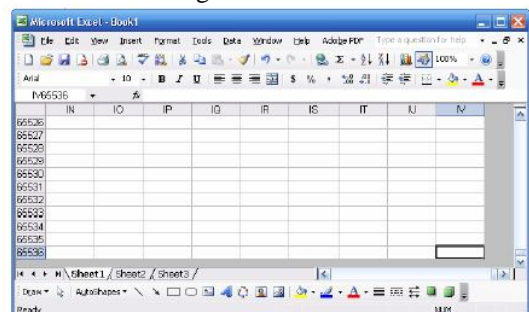 Microsoft Excel - Book1
File Edit View Insert Format Tools Data Window Help Adobe PDF Type a question for help
100%
Arial 10 B I U $ %
IV65536 fx
IN IO IP IQ IR IS IT IU IV
65526
65527
65528
65529
65530
65531
65532
65533
65534
65535
65536
Sheet1 Sheet2 Sheet3
Draw AutoShapes
Ready NUM